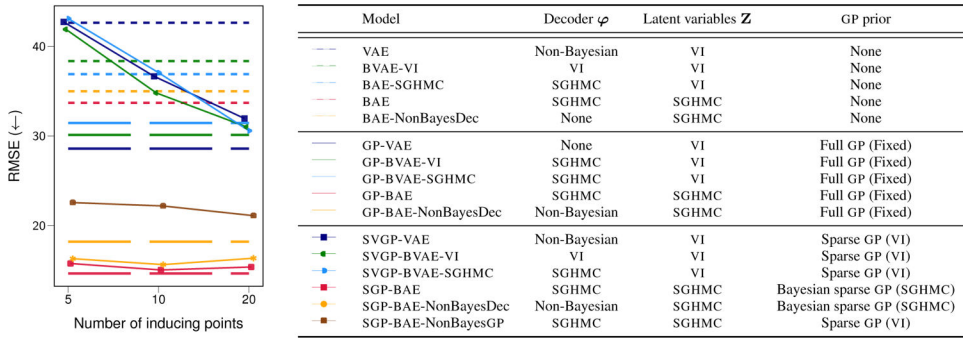 40
30
20
RMSE (←)
5 10 20
Number of inducing points
Model Decoder φ Latent variables Z GP prior
VAE Non-Bayesian VI None
BVAE-VI VI VI None
BAE-SGHMC SGHMC VI None
BAE SGHMC SGHMC None
BAE-NonBayesDec None SGHMC None
GP-VAE None VI Full GP (Fixed)
GP-BVAE-VI SGHMC VI Full GP (Fixed)
GP-BVAE-SGHMC SGHMC VI Full GP (Fixed)
GP-BAE SGHMC SGHMC Full GP (Fixed)
GP-BAE-NonBayesDec Non-Bayesian SGHMC Full GP (Fixed)
SVGP-VAE Non-Bayesian VI Sparse GP (VI)
SVGP-BVAE-VI VI VI Sparse GP (VI)
SVGP-BVAE-SGHMC SGHMC VI Sparse GP (VI)
SGP-BAE SGHMC SGHMC Bayesian sparse GP (SGHMC)
SGP-BAE-NonBayesDec Non-Bayesian SGHMC Bayesian sparse GP (SGHMC)
SGP-BAE-NonBayesGP SGHMC SGHMC Sparse GP (VI)